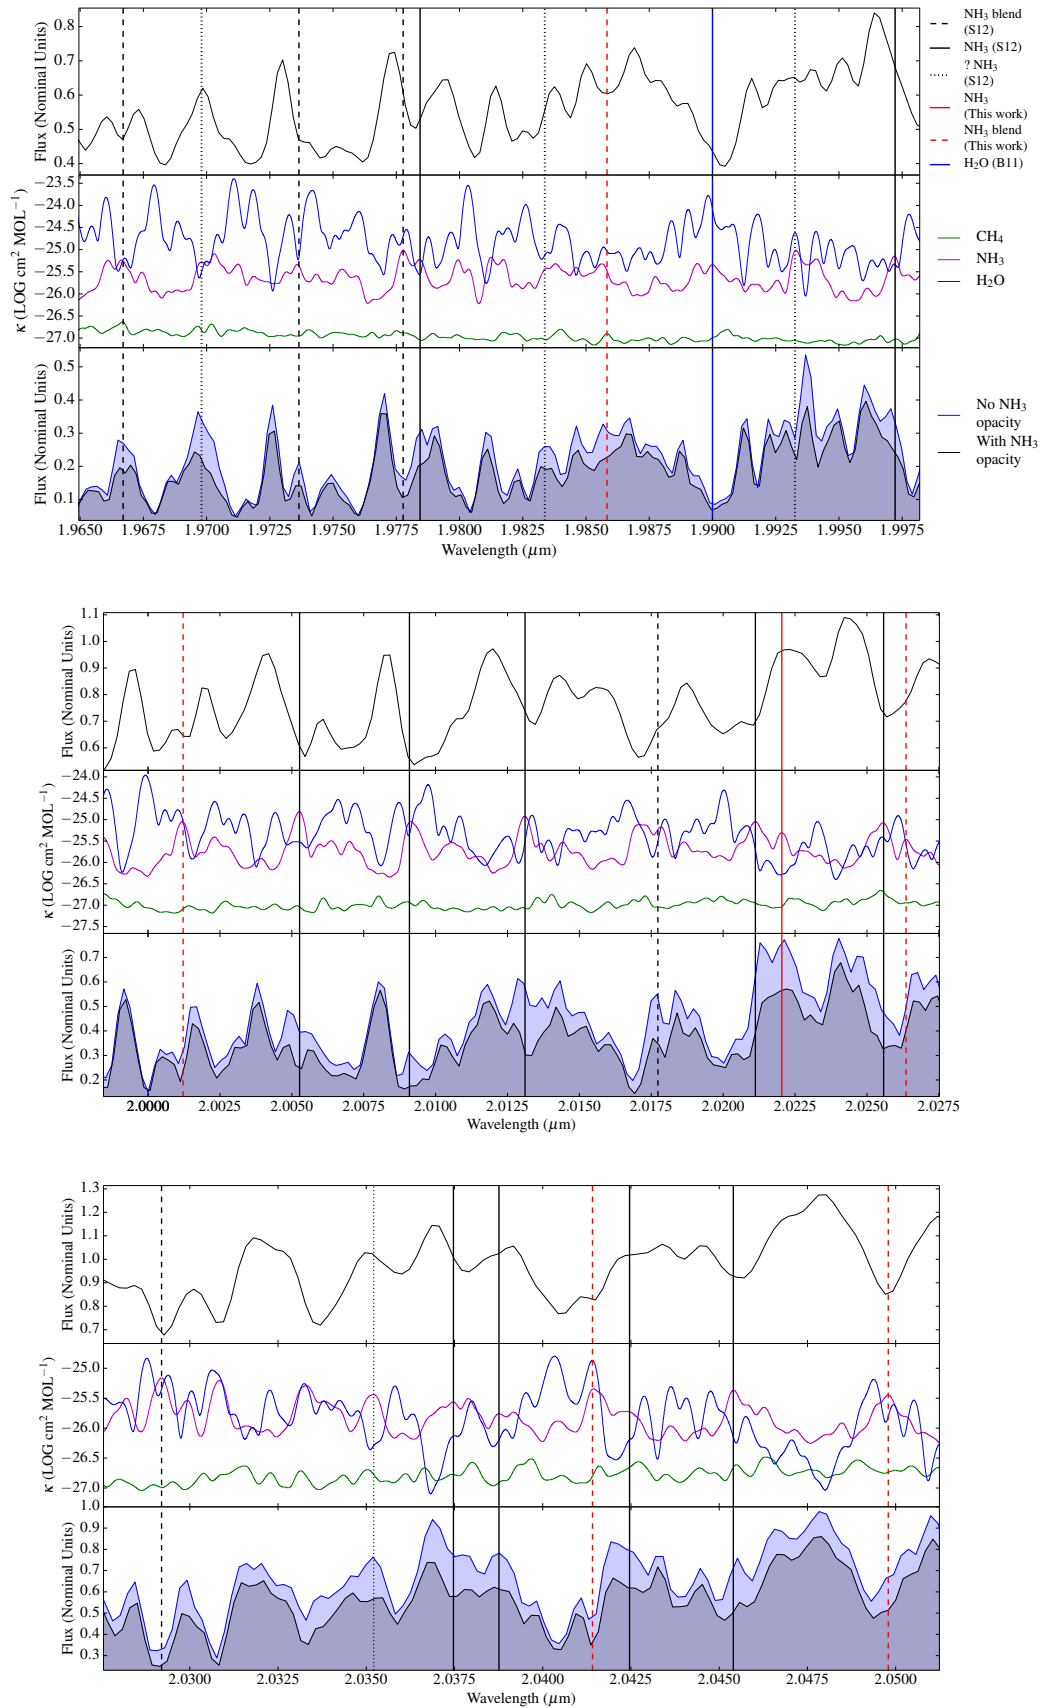 0.8
0.7
0.6
0.5
0.4
Flux (Nominal Units)
NH₃ blend
(S12)
NH₃ (S12)
? NH₃
(S12)
NH₃
(This work)
NH₃ blend
(This work)
H₂O (B11)
−23.5
−24.0
−24.5
−25.0
−25.5
−26.0
−26.5
−27.0
κ (LOG cm² MOL⁻¹)
CH₄
NH₃
H₂O
0.5
0.4
0.3
0.2
0.1
Flux (Nominal Units)
No NH₃
opacity
With NH₃
opacity
1.9650 1.9675 1.9700 1.9725 1.9750 1.9775 1.9800 1.9825 1.9850 1.9875 1.9900 1.9925 1.9950 1.9975
Wavelength (μm)
1.1
1.0
0.9
0.8
0.7
0.6
Flux (Nominal Units)
−24.0
−24.5
−25.0
−25.5
−26.0
−26.5
−27.0
−27.5
κ (LOG cm² MOL⁻¹)
0.7
0.6
0.5
0.4
0.3
0.2
Flux (Nominal Units)
2.0000 2.0025 2.0050 2.0075 2.0100 2.0125 2.0150 2.0175 2.0200 2.0225 2.0250 2.0275
Wavelength (μm)
1.3
1.2
1.1
1.0
0.9
0.8
0.7
Flux (Nominal Units)
−25.0
−25.5
−26.0
−26.5
−27.0
κ (LOG cm² MOL⁻¹)
1.0
0.9
0.8
0.7
0.6
0.5
0.4
0.3
Flux (Nominal Units)
2.0300 2.0325 2.0350 2.0375 2.0400 2.0425 2.0450 2.0475 2.0500
Wavelength (μm)